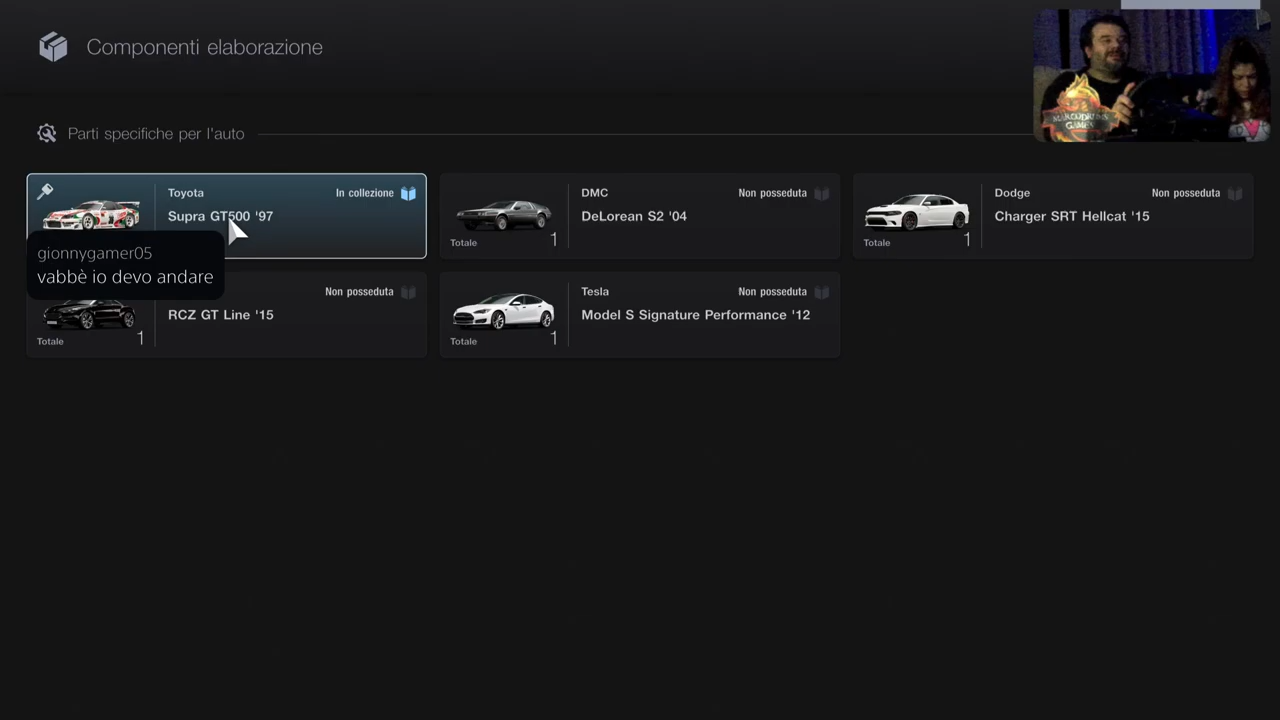 Componenti elaborazione
Parti specifiche per l'auto
Toyota
In collezione
Supra GT500 '97
DMC
Non posseduta
DeLorean S2 '04
Totale
1
Dodge
Non posseduta
Charger SRT Hellcat '15
Totale
1
gionnygamer05
vabbè io devo andare
Non posseduta
RCZ GT Line '15
Totale
1
Tesla
Non posseduta
Model S Signature Performance '12
Totale
1